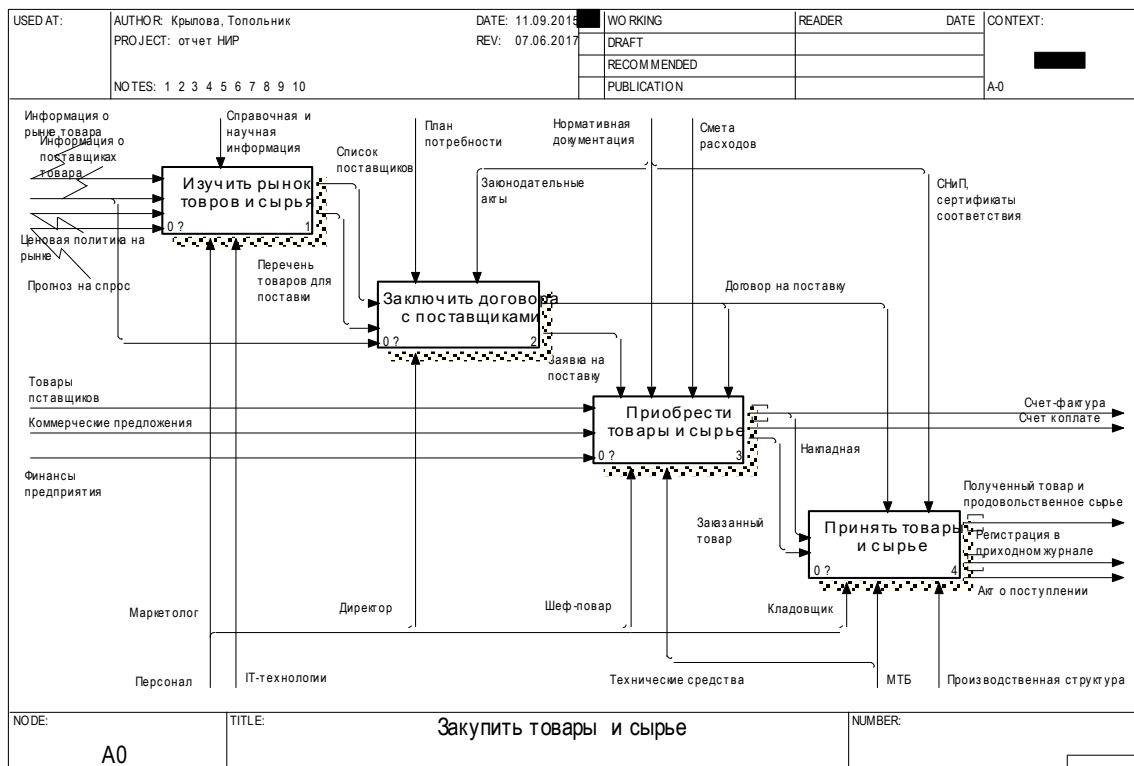 USED AT:
AUTHOR: Крылова, Топольник
DATE: 11.09.2015
PROJECT: отчет НИР
REV: 07.06.2017
NOTES: 1 2 3 4 5 6 7 8 9 10
WORKING
DRAFT
RECOMMENDED
PUBLICATION
READER
DATE
CONTEXT:
A-0
Информация о
рынке товара
Информация о
поставщиках
товара
Справочная и
научная
информация
Список
поставщиков
План
потребности
Нормативная
документация
Смета
расходов
Законодательные
акты
СНиП,
сертификаты
соответствия
Изучить рынок
товров и сырья
0 ?
1
Ценовая политика на
рынке
Прогноз на спрос
Перечень
товаров для
поставки
Заключить договора
с поставщиками
0 ?
2
Договор на поставку
Заявка на
поставку
Товары
пставщиков
Коммерческие предложения
Финансы
предприятия
Приобрести
товары и сырье
0 ?
3
Счет-фактура
Счет к оплате
Накладная
Заказанный
товар
Полученный товар и
продовольственное сырье
Принять товары
и сырье
0 ?
4
Регистрация в
приходном журнале
Акт о поступлении
Маркетолог
Директор
Шеф-повар
Кладовщик
Персонал
IT-технологии
Технические средства
МТБ
Производственная структура
NODE:
A0
TITLE:
Закупить товары и сырье
NUMBER: